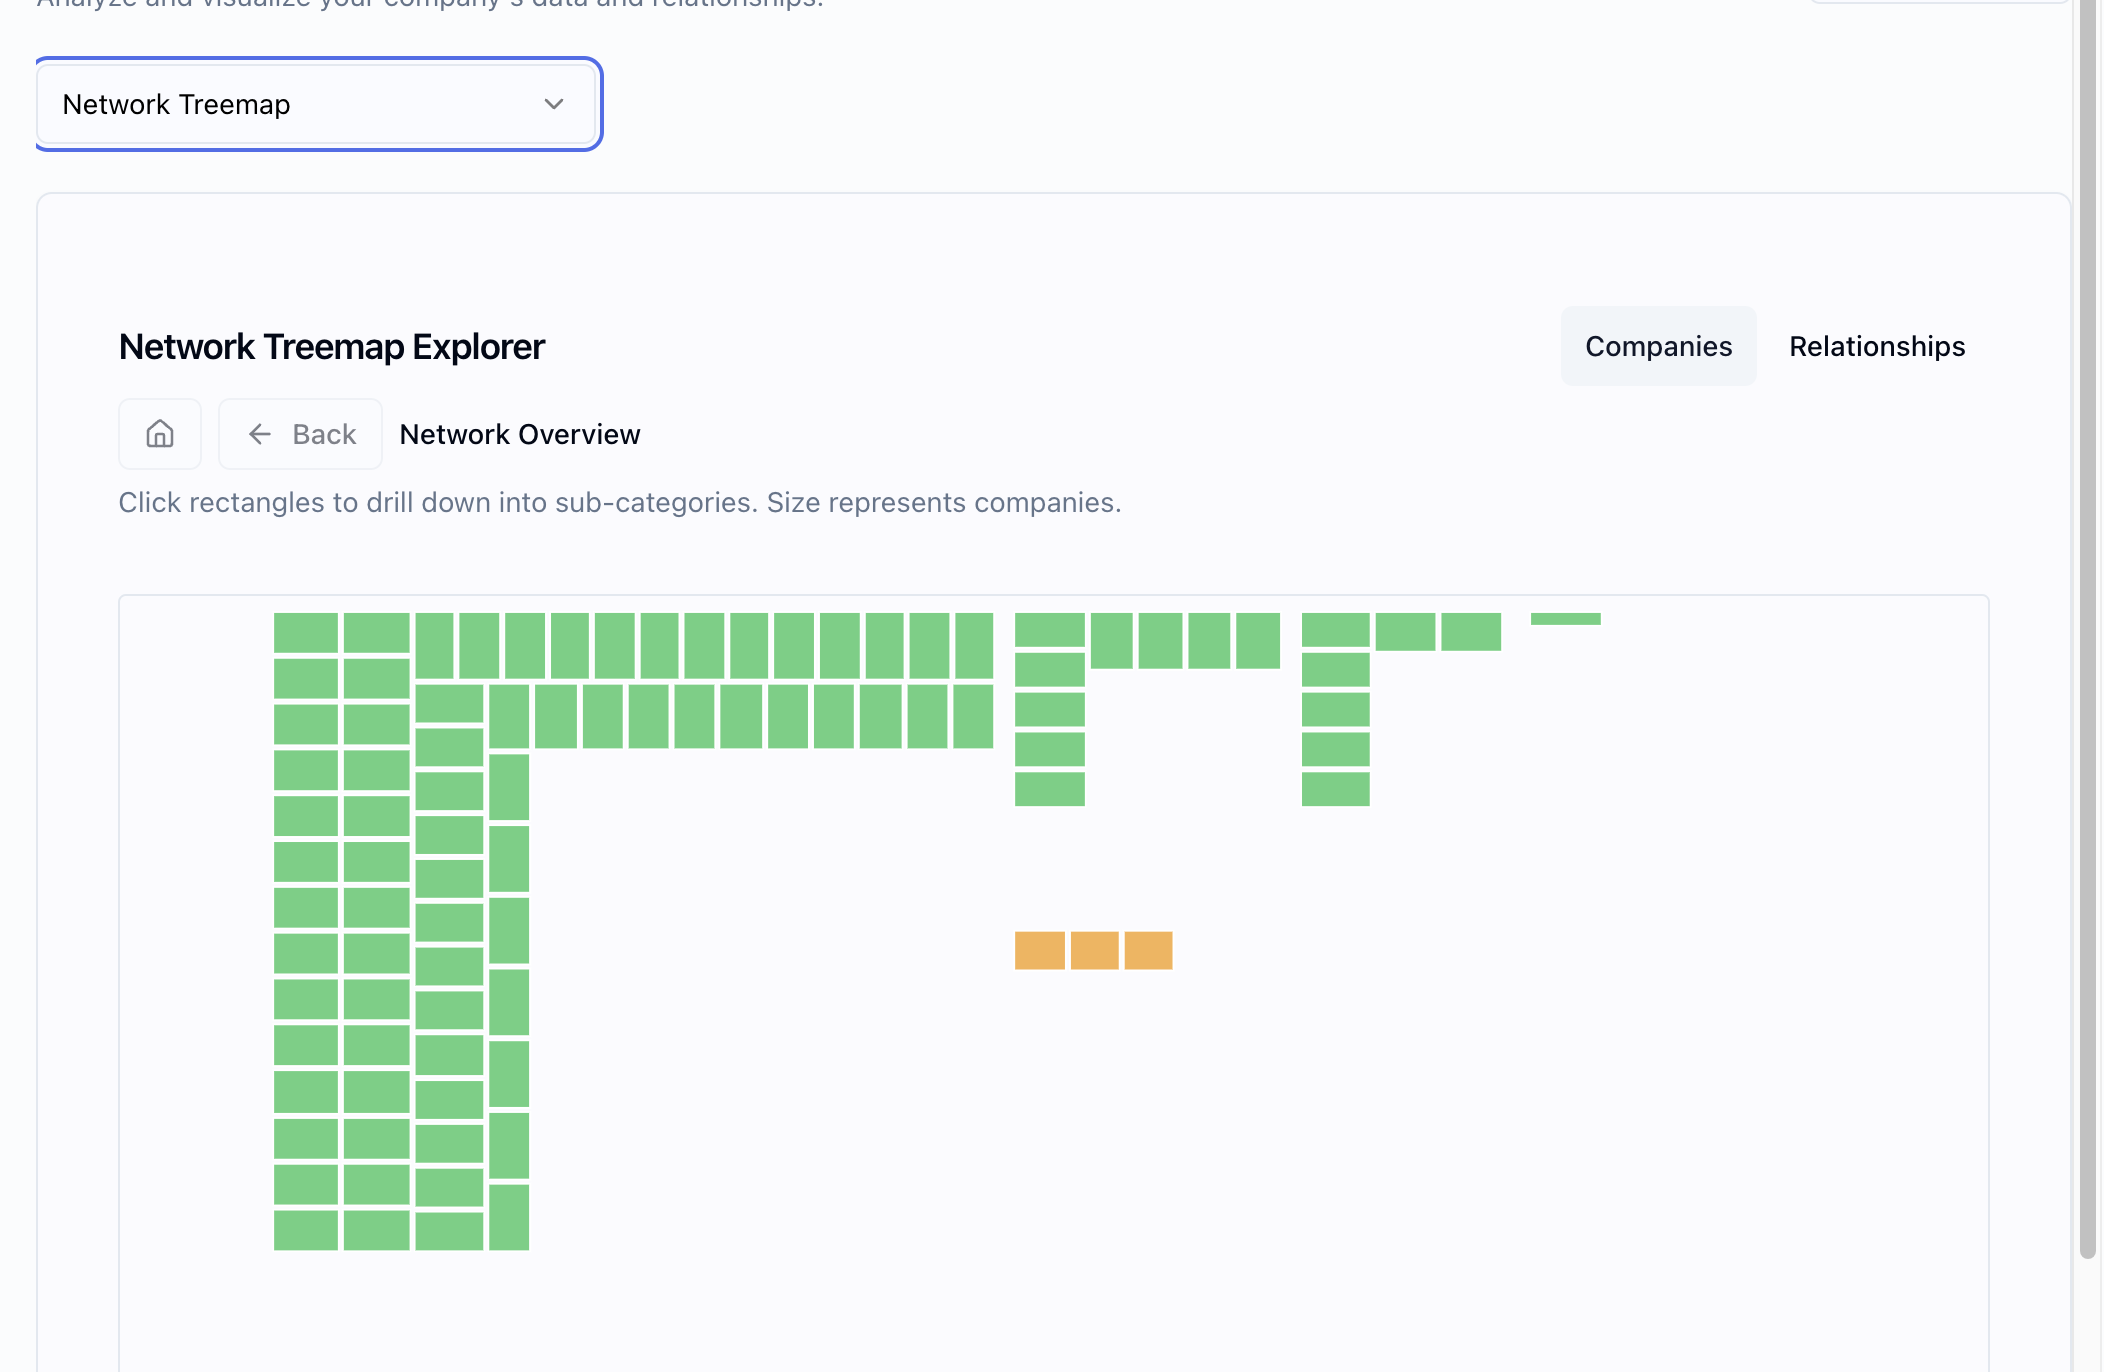 Analyze and visualize your company's data and relationships.
Network Treemap
Network Treemap Explorer
Companies
Relationships
Back
Network Overview
Click rectangles to drill down into sub-categories. Size represents companies.